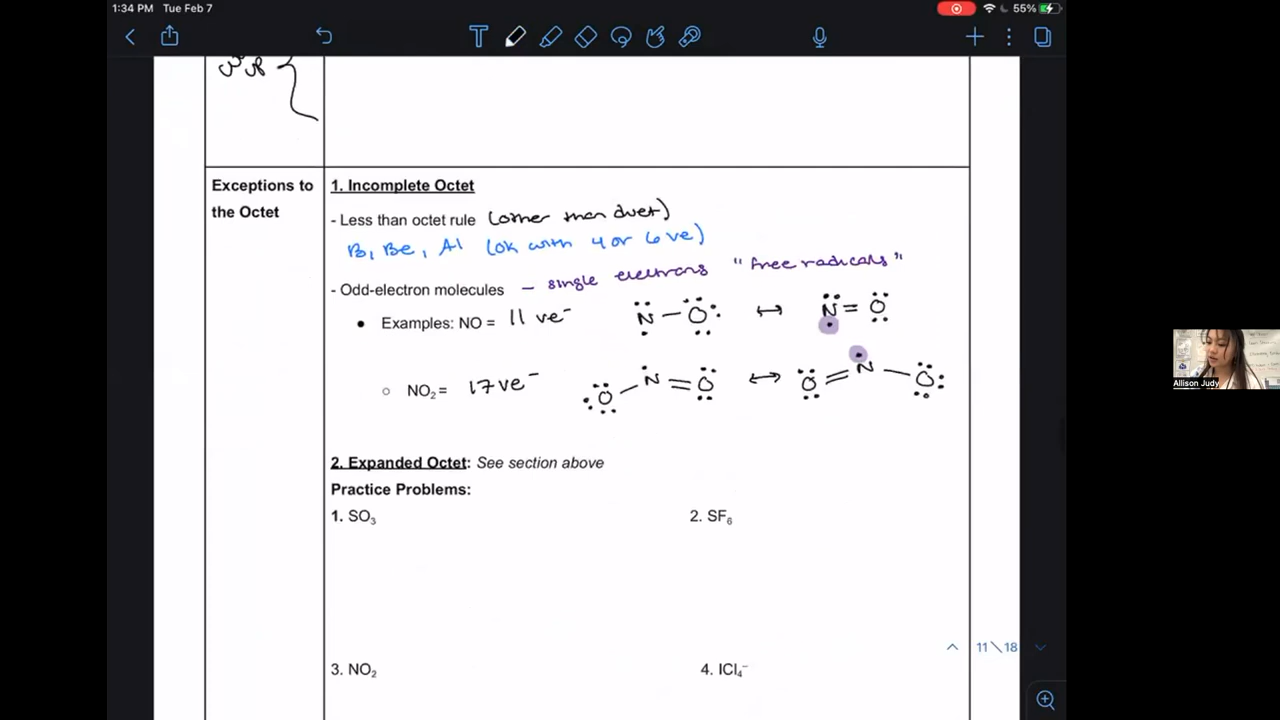 1:34 PM Tue Feb 7
55%
Exceptions to the Octet
1. Incomplete Octet
- Less than octet rule (other than duet)
B, Be, Al (ok with 4 or 6 ve)
- Odd-electron molecules — single electrons "free radicals"
Examples: NO = 11 ve⁻ N — O ↔ N = O
NO₂ = 17 ve⁻ O — N = O ↔ O = N — O
2. Expanded Octet: See section above
Practice Problems:
1. SO₃ 2. SF₆
11\18
3. NO₂ 4. ICl₄⁻
Allison Judy